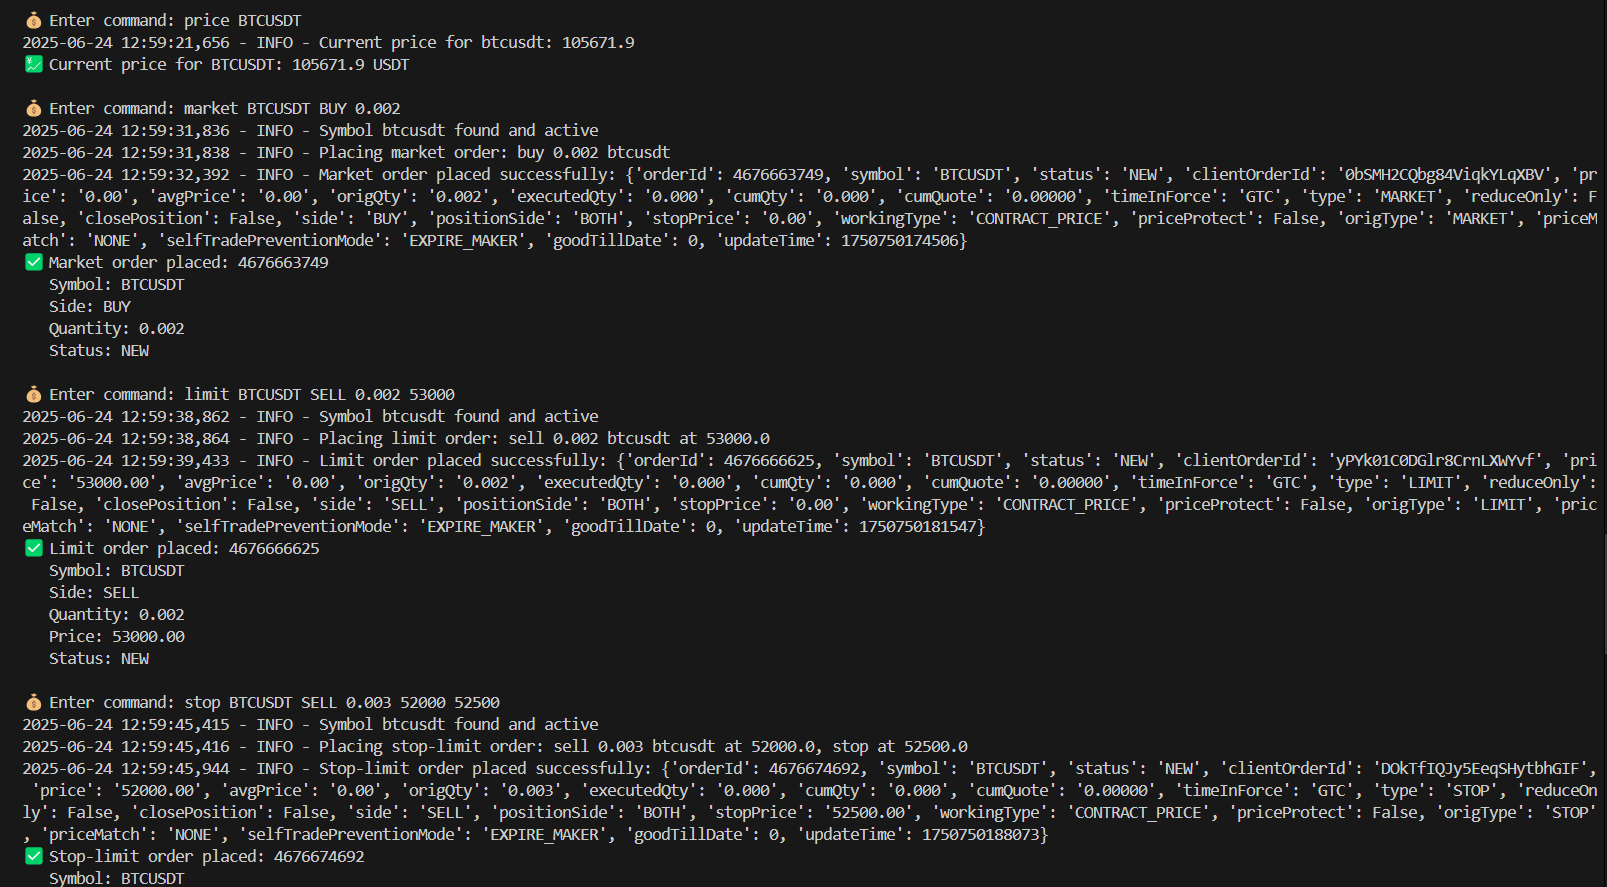 💰 Enter command: price BTCUSDT
2025-06-24 12:59:21,656 - INFO - Current price for btcusdt: 105671.9
💹 Current price for BTCUSDT: 105671.9 USDT
💰 Enter command: market BTCUSDT BUY 0.002
2025-06-24 12:59:31,836 - INFO - Symbol btcusdt found and active
2025-06-24 12:59:31,838 - INFO - Placing market order: buy 0.002 btcusdt
2025-06-24 12:59:32,392 - INFO - Market order placed successfully: {'orderId': 4676663749, 'symbol': 'BTCUSDT', 'status': 'NEW', 'clientOrderId': '0bSMH2CQbg84ViqkYLqXBV', 'pr
ice': '0.00', 'avgPrice': '0.00', 'origQty': '0.002', 'executedQty': '0.000', 'cumQty': '0.000', 'cumQuote': '0.00000', 'timeInForce': 'GTC', 'type': 'MARKET', 'reduceOnly': F
alse, 'closePosition': False, 'side': 'BUY', 'positionSide': 'BOTH', 'stopPrice': '0.00', 'workingType': 'CONTRACT_PRICE', 'priceProtect': False, 'origType': 'MARKET', 'priceM
atch': 'NONE', 'selfTradePreventionMode': 'EXPIRE_MAKER', 'goodTillDate': 0, 'updateTime': 1750750174506}
✅ Market order placed: 4676663749
Symbol: BTCUSDT
Side: BUY
Quantity: 0.002
Status: NEW
💰 Enter command: limit BTCUSDT SELL 0.002 53000
2025-06-24 12:59:38,862 - INFO - Symbol btcusdt found and active
2025-06-24 12:59:38,864 - INFO - Placing limit order: sell 0.002 btcusdt at 53000.0
2025-06-24 12:59:39,433 - INFO - Limit order placed successfully: {'orderId': 4676666625, 'symbol': 'BTCUSDT', 'status': 'NEW', 'clientOrderId': 'yPYk01C0DGlr8CrnLXWYvf', 'pri
ce': '53000.00', 'avgPrice': '0.00', 'origQty': '0.002', 'executedQty': '0.000', 'cumQty': '0.000', 'cumQuote': '0.00000', 'timeInForce': 'GTC', 'type': 'LIMIT', 'reduceOnly':
False, 'closePosition': False, 'side': 'SELL', 'positionSide': 'BOTH', 'stopPrice': '0.00', 'workingType': 'CONTRACT_PRICE', 'priceProtect': False, 'origType': 'LIMIT', 'pric
eMatch': 'NONE', 'selfTradePreventionMode': 'EXPIRE_MAKER', 'goodTillDate': 0, 'updateTime': 1750750181547}
✅ Limit order placed: 4676666625
Symbol: BTCUSDT
Side: SELL
Quantity: 0.002
Price: 53000.00
Status: NEW
💰 Enter command: stop BTCUSDT SELL 0.003 52000 52500
2025-06-24 12:59:45,415 - INFO - Symbol btcusdt found and active
2025-06-24 12:59:45,416 - INFO - Placing stop-limit order: sell 0.003 btcusdt at 52000.0, stop at 52500.0
2025-06-24 12:59:45,944 - INFO - Stop-limit order placed successfully: {'orderId': 4676674692, 'symbol': 'BTCUSDT', 'status': 'NEW', 'clientOrderId': 'DOkTfIQJy5EeqSHytbhGIF',
'price': '52000.00', 'avgPrice': '0.00', 'origQty': '0.003', 'executedQty': '0.000', 'cumQty': '0.000', 'cumQuote': '0.00000', 'timeInForce': 'GTC', 'type': 'STOP', 'reduceOn
ly': False, 'closePosition': False, 'side': 'SELL', 'positionSide': 'BOTH', 'stopPrice': '52500.00', 'workingType': 'CONTRACT_PRICE', 'priceProtect': False, 'origType': 'STOP'
, 'priceMatch': 'NONE', 'selfTradePreventionMode': 'EXPIRE_MAKER', 'goodTillDate': 0, 'updateTime': 1750750188073}
✅ Stop-limit order placed: 4676674692
Symbol: BTCUSDT